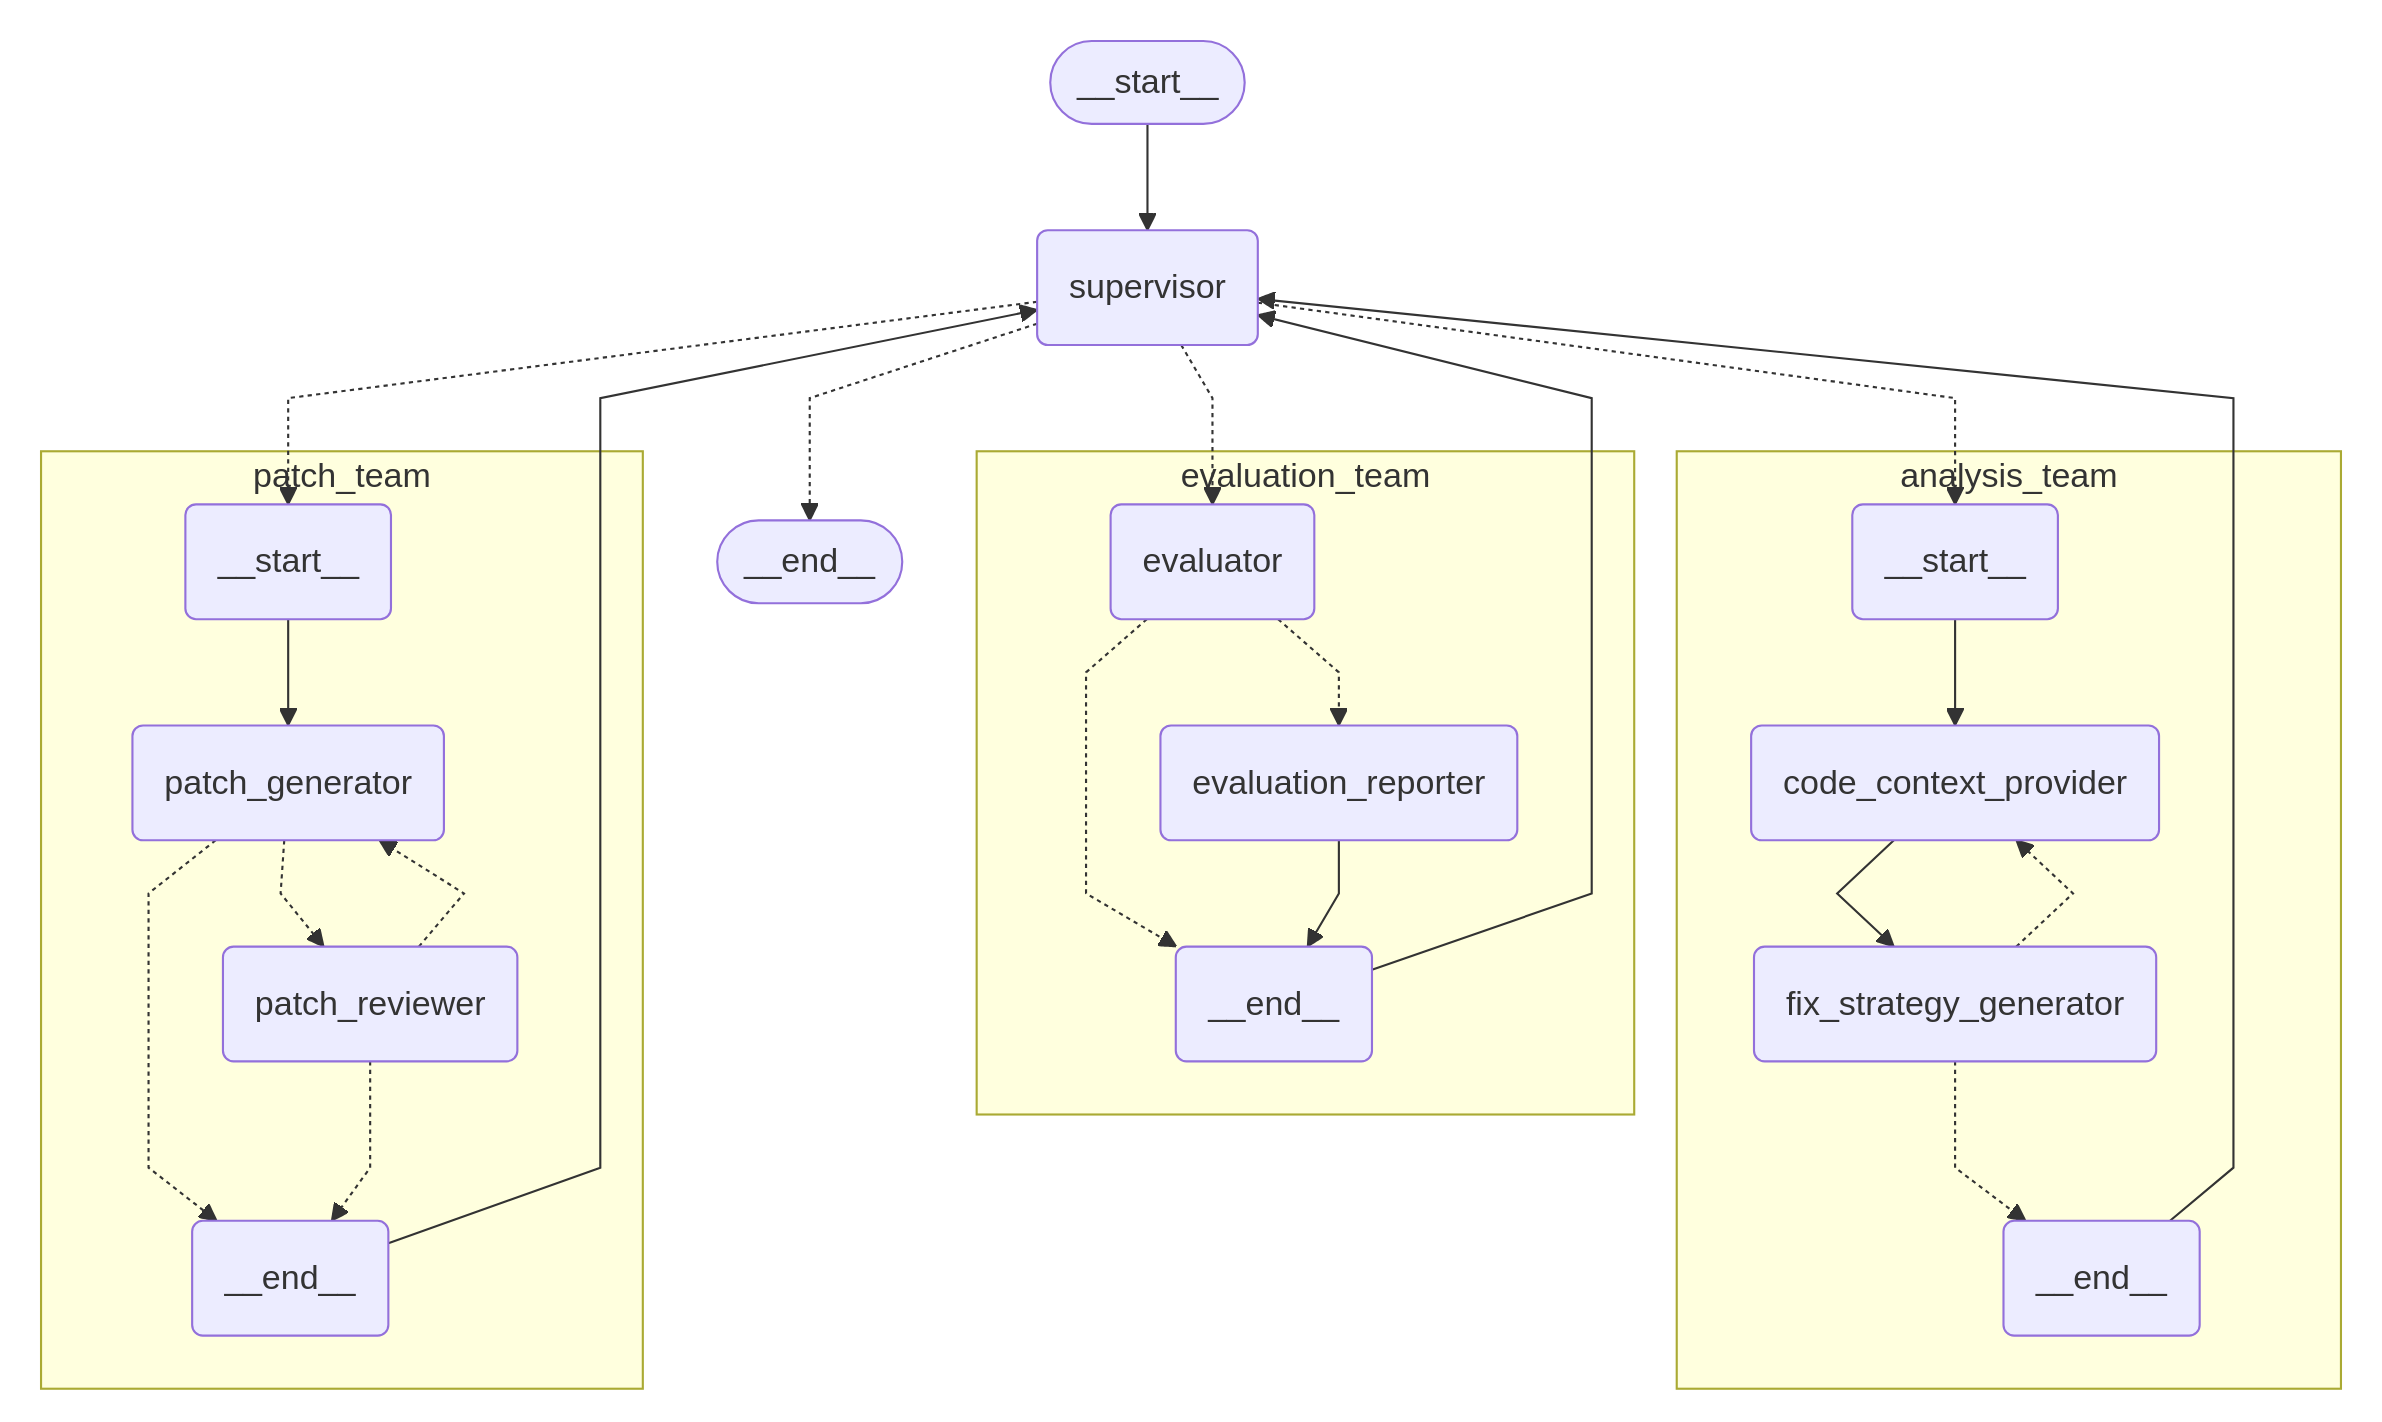 __start__
supervisor
patch_team
__start__
patch_generator
patch_reviewer
__end__
__end__
evaluation_team
evaluator
evaluation_reporter
__end__
analysis_team
__start__
code_context_provider
fix_strategy_generator
__end__